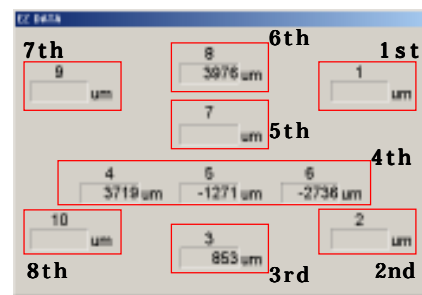 EZ DATA
6th
7th
1st
9
um
8
3976 um
1
um
7
um
5th
4th
4
3719 um
5
-1271 um
6
-2736 um
10
um
3
853 um
2
um
8th
3rd
2nd